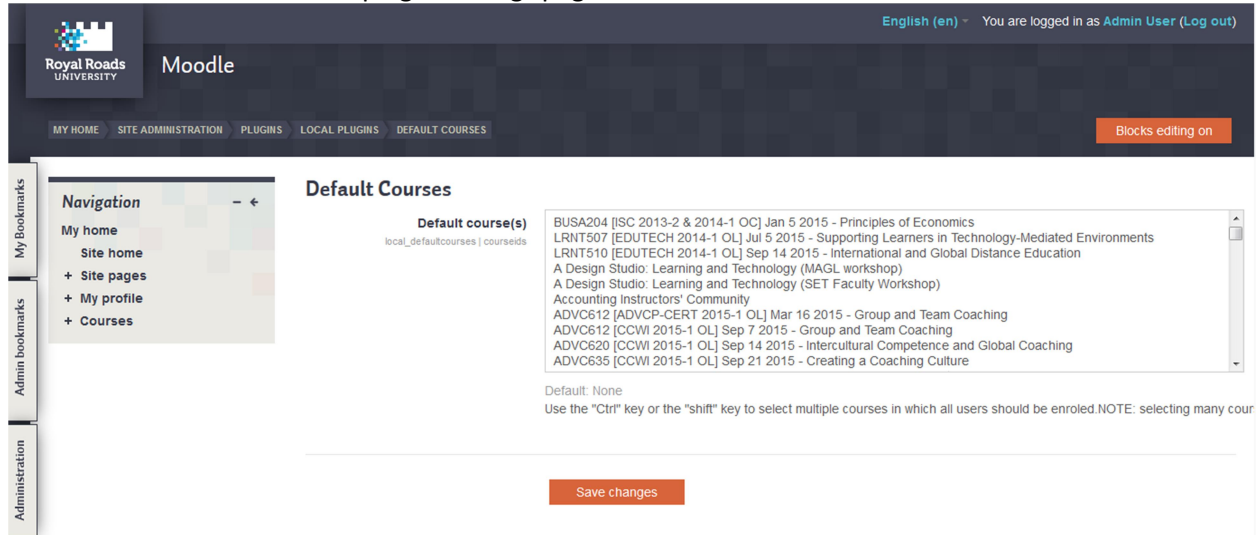 English (en) You are logged in as Admin User (Log out)
Royal Roads
UNIVERSITY
Moodle
MY HOME SITE ADMINISTRATION PLUGINS LOCAL PLUGINS DEFAULT COURSES
Blocks editing on
My Bookmarks
Admin bookmarks
Administration
Navigation
My home
Site home
+ Site pages
+ My profile
+ Courses
Default Courses
Default course(s)
local_defaultcourses | courseids
BUSA204 [ISC 2013-2 & 2014-1 OC] Jan 5 2015 - Principles of Economics
LRNT507 [EDUTECH 2014-1 OL] Jul 5 2015 - Supporting Learners in Technology-Mediated Environments
LRNT510 [EDUTECH 2014-1 OL] Sep 14 2015 - International and Global Distance Education
A Design Studio: Learning and Technology (MAGL workshop)
A Design Studio: Learning and Technology (SET Faculty Workshop)
Accounting Instructors' Community
ADVC612 [ADVCP-CERT 2015-1 OL] Mar 16 2015 - Group and Team Coaching
ADVC612 [CCWI 2015-1 OL] Sep 7 2015 - Group and Team Coaching
ADVC620 [CCWI 2015-1 OL] Sep 14 2015 - Intercultural Competence and Global Coaching
ADVC635 [CCWI 2015-1 OL] Sep 21 2015 - Creating a Coaching Culture
Default: None
Use the "Ctrl" key or the "shift" key to select multiple courses in which all users should be enroled.NOTE: selecting many cour
Save changes